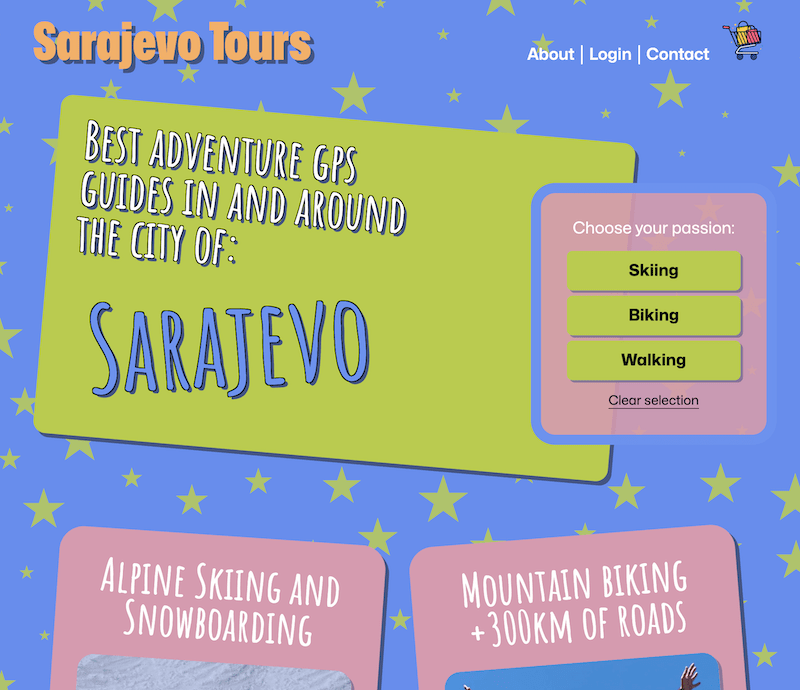 Sarajevo Tours
About | Login | Contact
Best adventure GPS
guides in and around
the city of:
Sarajevo
Choose your passion:
Skiing
Biking
Walking
Clear selection
Alpine Skiing and
Snowboarding
Mountain biking
+300km of roads